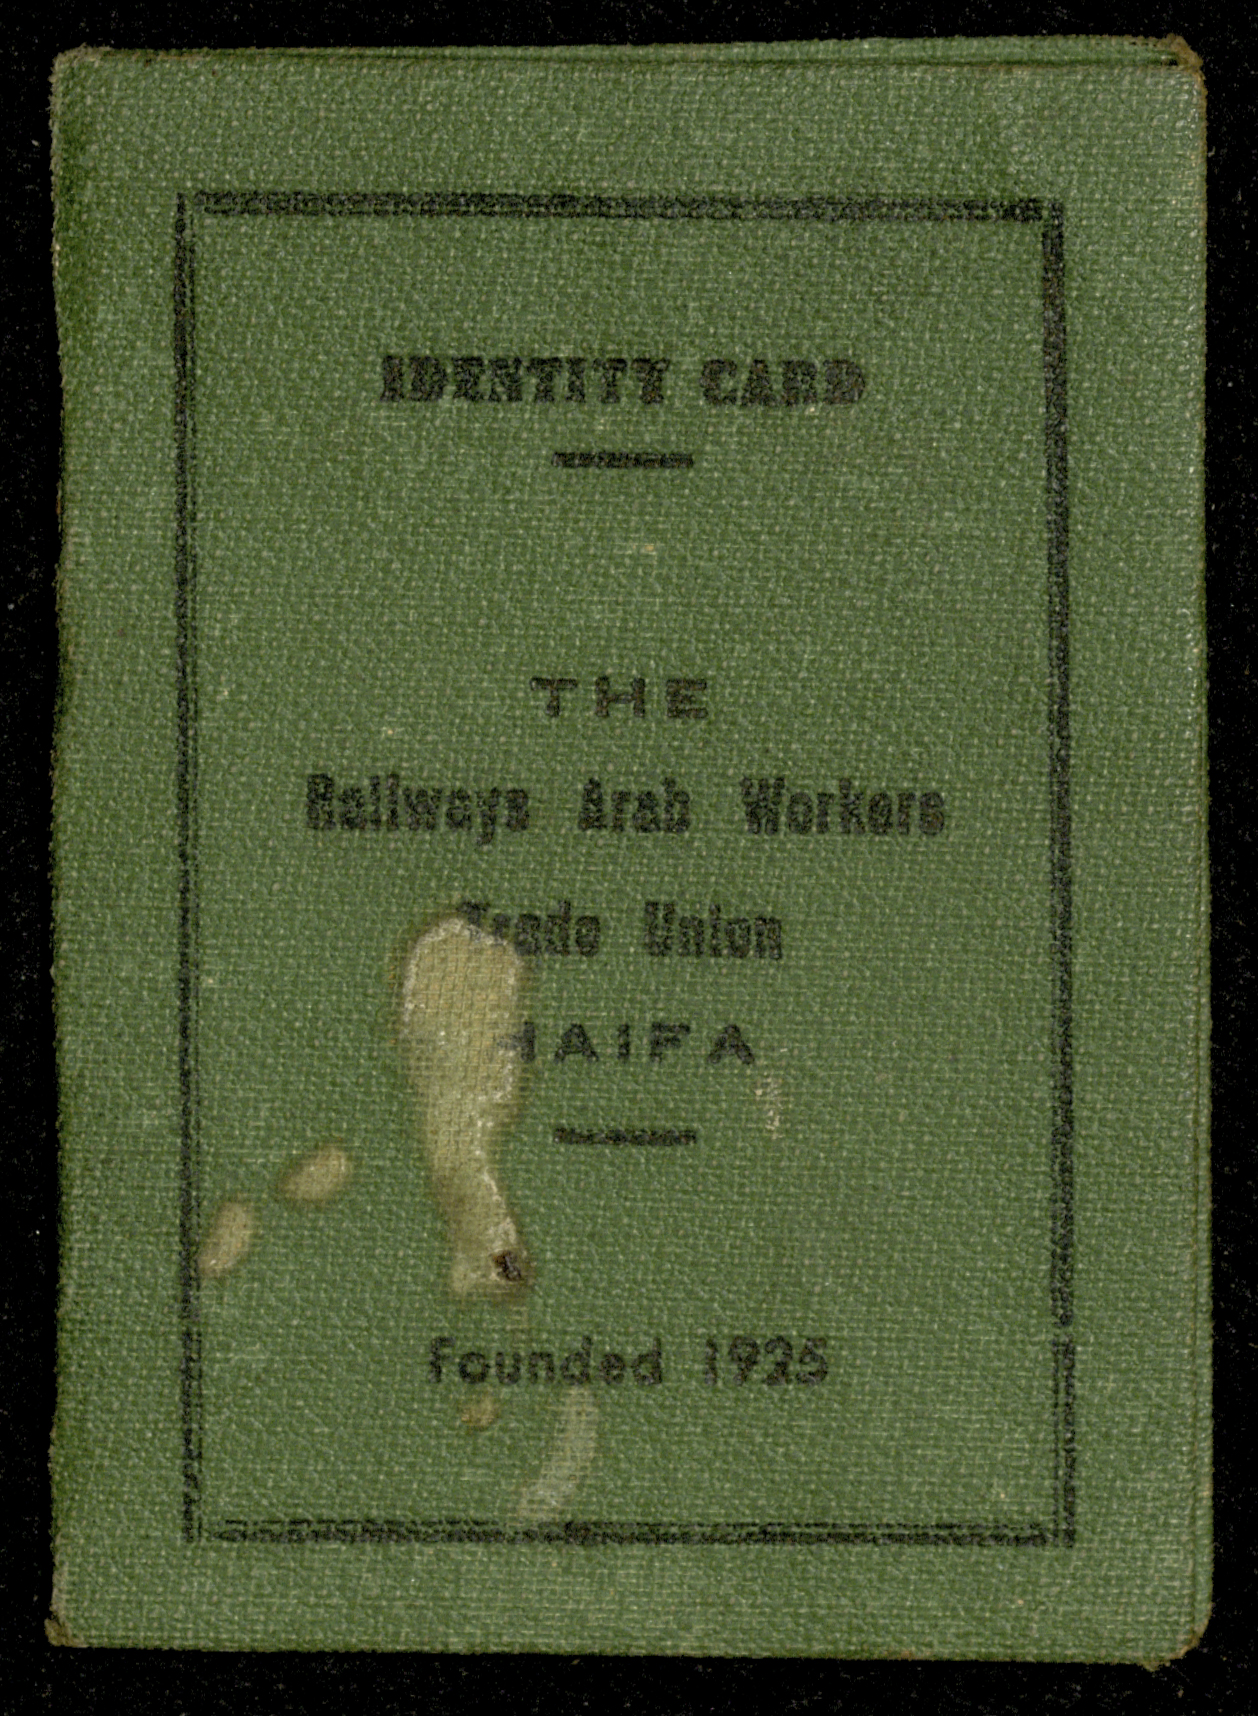 IDENTITY CARD
THE
Railways Arab Workers
Trade Union
HAIFA
Founded 1925